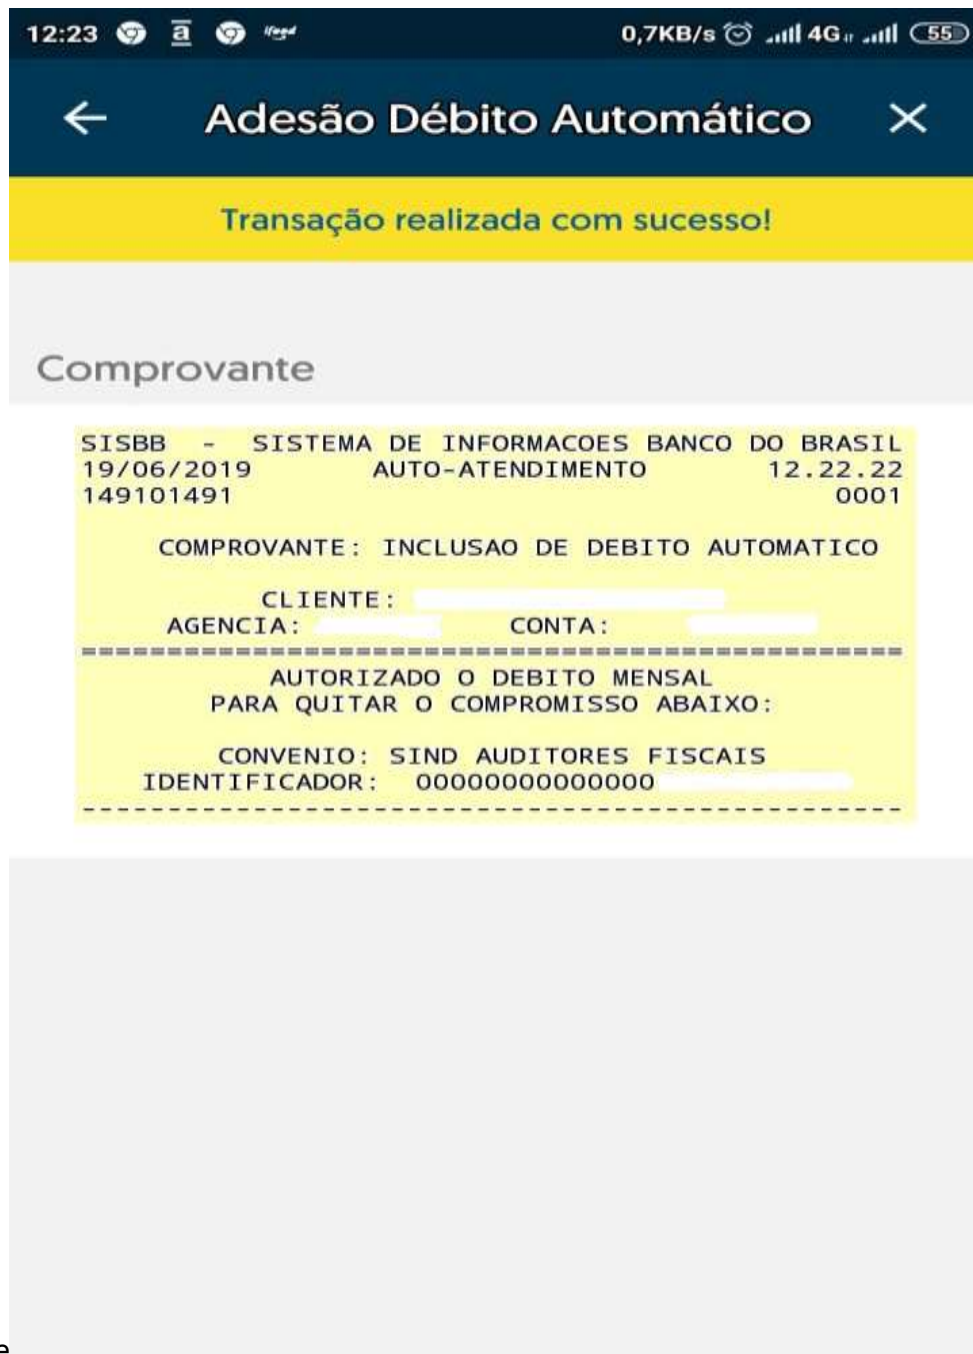 12:23 a ifood 0,7KB/s 4G 55
Adesão Débito Automático
Transação realizada com sucesso!
Comprovante
SISBB - SISTEMA DE INFORMACOES BANCO DO BRASIL
19/06/2019 AUTO-ATENDIMENTO 12.22.22
149101491 0001
COMPROVANTE: INCLUSAO DE DEBITO AUTOMATICO
CLIENTE:
AGENCIA: CONTA:
================================================
AUTORIZADO O DEBITO MENSAL
PARA QUITAR O COMPROMISSO ABAIXO:
CONVENIO: SIND AUDITORES FISCAIS
IDENTIFICADOR: 00000000000000
------------------------------------------------
e